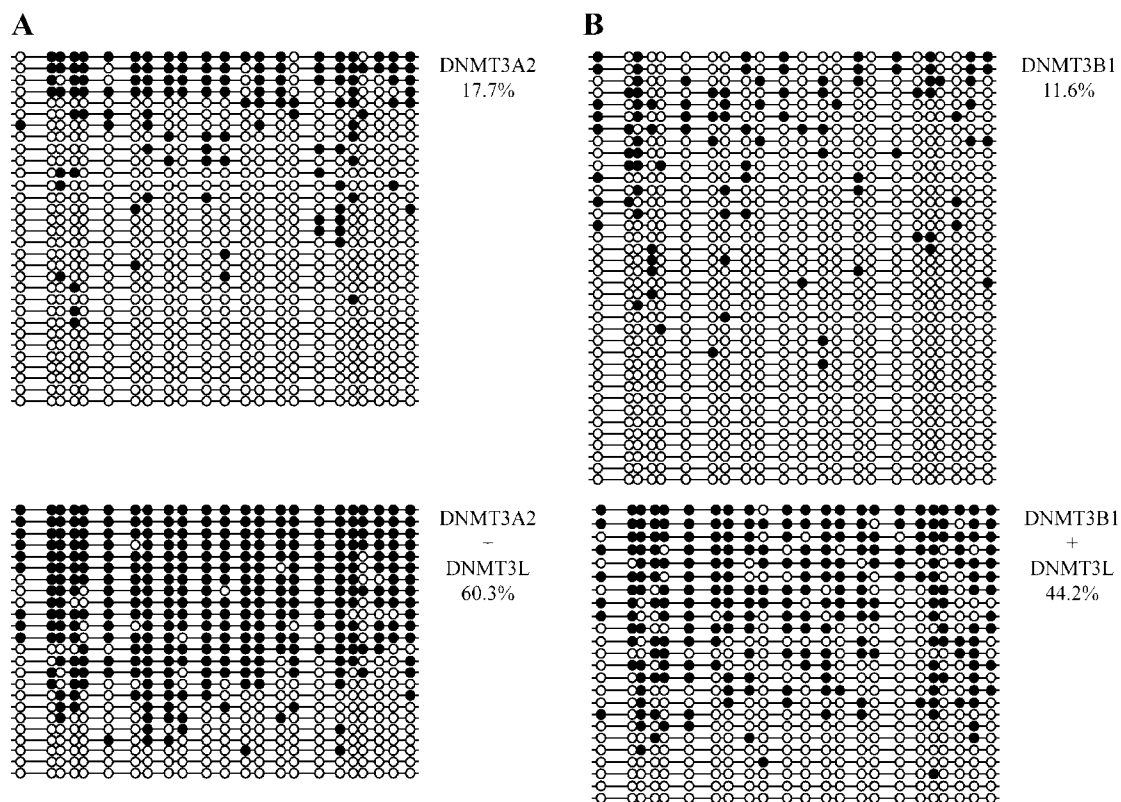 A
B
DNMT3A2
17.7%
DNMT3B1
11.6%
DNMT3A2
+
DNMT3L
60.3%
DNMT3B1
+
DNMT3L
44.2%